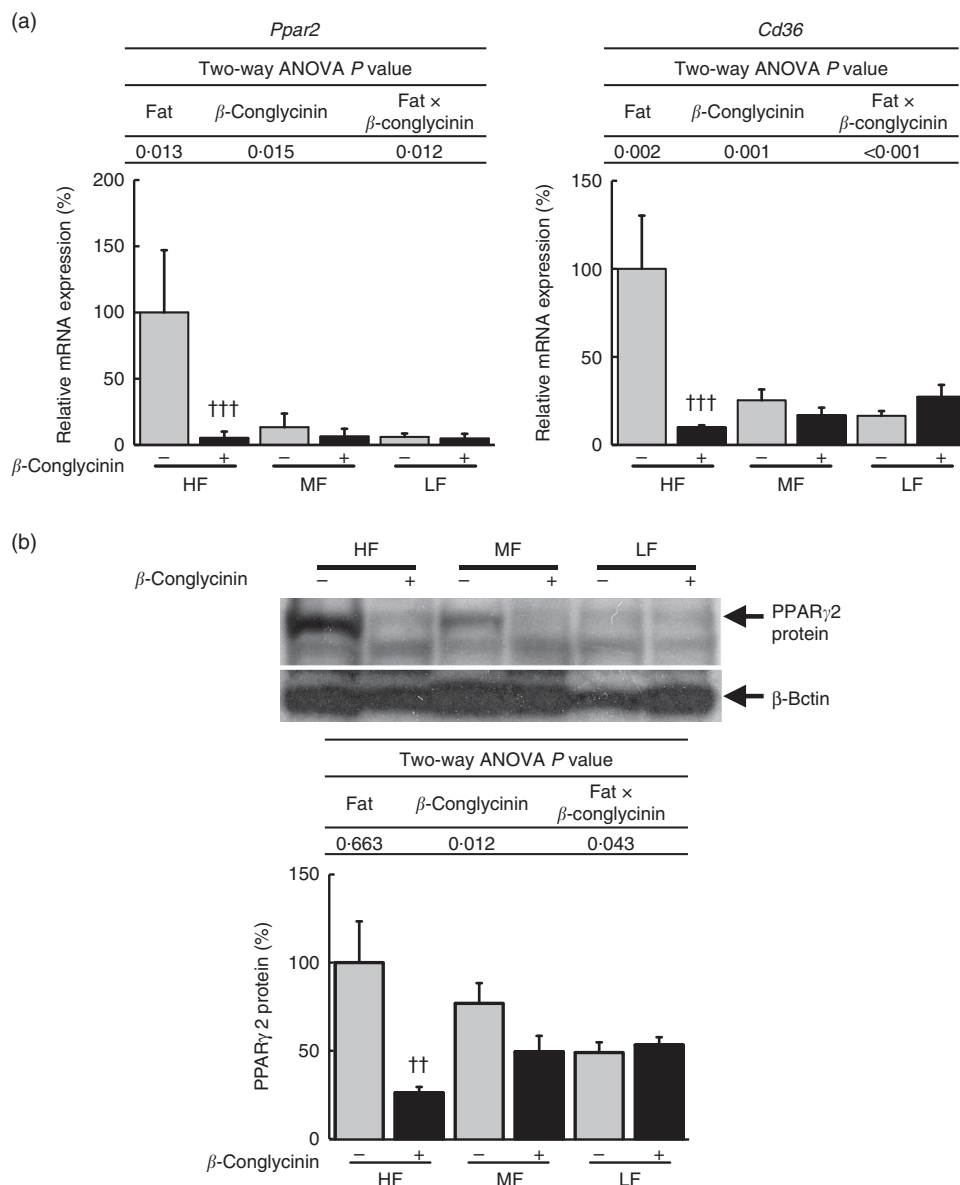 (a)
Ppar2
Two-way ANOVA P value
Fat β-Conglycinin Fat ×
β-conglycinin
0·013 0·015 0·012
200
150
100
50
0
Relative mRNA expression (%)
†††
β-Conglycinin − + − + − +
HF MF LF
Cd36
Two-way ANOVA P value
Fat β-Conglycinin Fat ×
β-conglycinin
0·002 0·001 <0·001
150
100
50
0
Relative mRNA expression (%)
†††
− + − + − +
HF MF LF
(b)
HF MF LF
β-Conglycinin − + − + − +
PPARγ2
protein
β-Bctin
Two-way ANOVA P value
Fat β-Conglycinin Fat ×
β-conglycinin
0·663 0·012 0·043
150
100
50
0
PPARγ 2 protein (%)
††
β-Conglycinin − + − + − +
HF MF LF